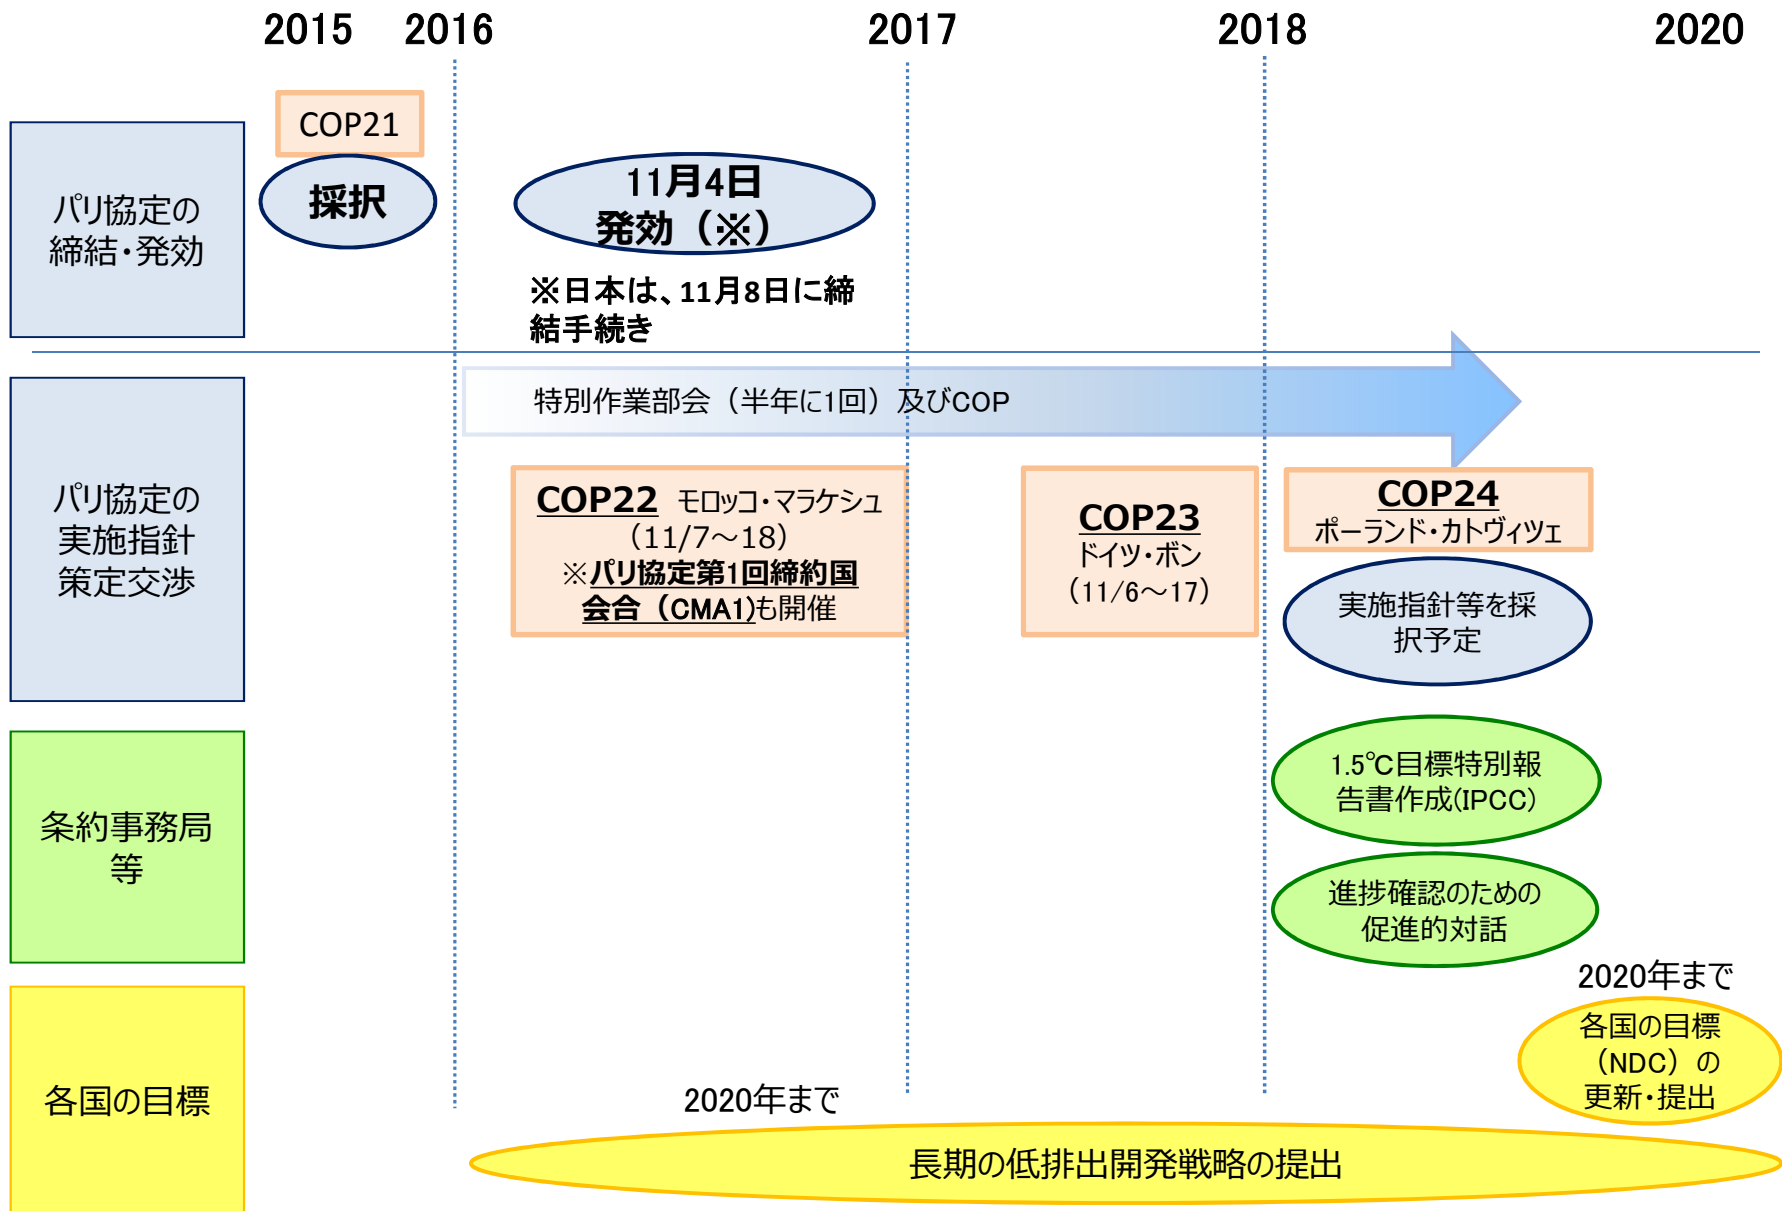 2015 2016 2017 2018 2020
パリ協定の
締結・発効
COP21
採択
11月4日
発効（※）
※日本は、11月8日に締
結手続き
特別作業部会（半年に1回）及びCOP
パリ協定の
実施指針
策定交渉
COP22 モロッコ・マラケシュ
（11/7～18）
※パリ協定第1回締約国
会合（CMA1)も開催
COP23
ドイツ・ボン
（11/6～17）
COP24
ポーランド・カトヴィツェ
実施指針等を採
択予定
条約事務局
等
1.5℃目標特別報
告書作成(IPCC)
進捗確認のための
促進的対話
各国の目標
2020年まで
各国の目標
（NDC）の
更新・提出
2020年まで
長期の低排出開発戦略の提出